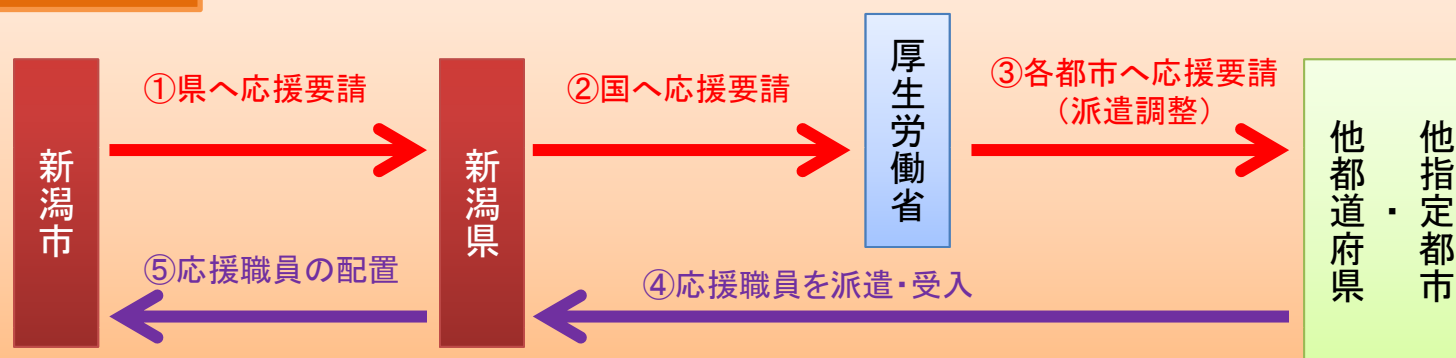 ①県へ応援要請
②国へ応援要請
③各都市へ応援要請
(派遣調整)
新潟市
新潟県
厚生労働省
他指定都市
・
他都道府県
⑤応援職員の配置
④応援職員を派遣・受入